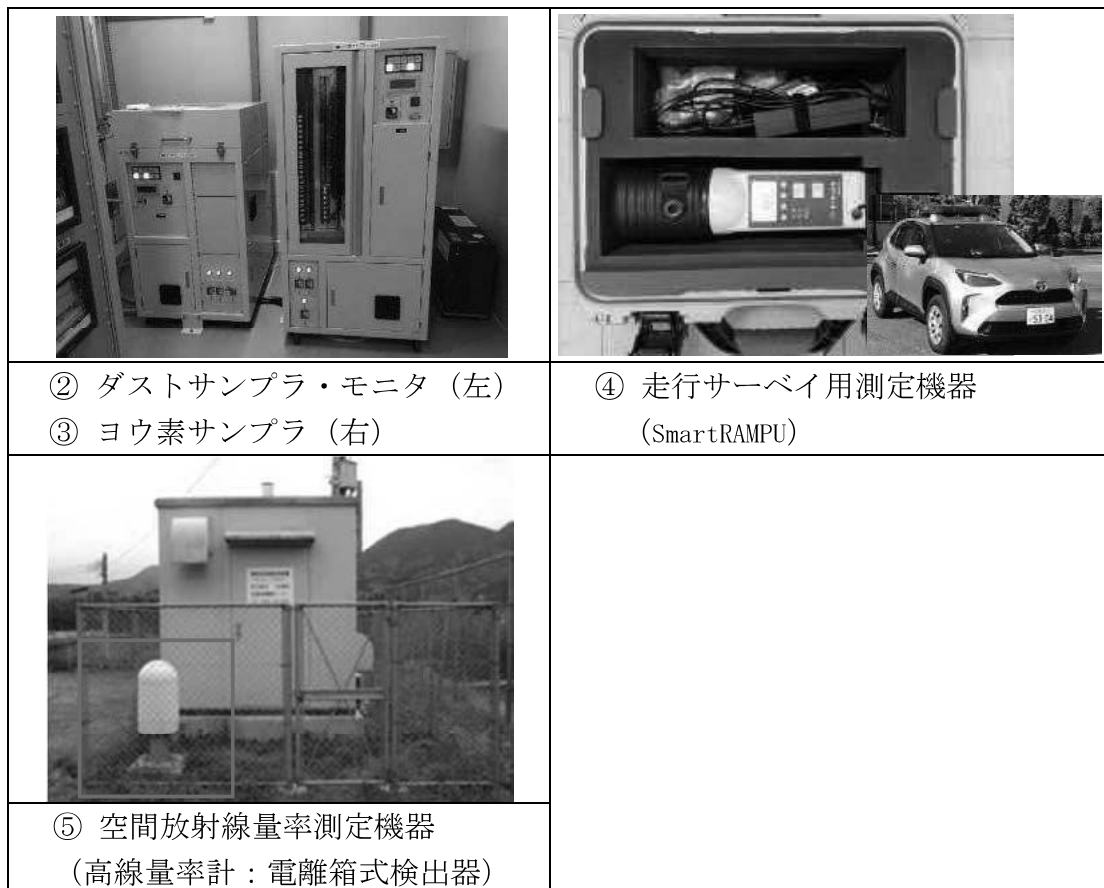 ② ダストサンプラ・モニタ（左）
③ ヨウ素サンプラ（右）
④ 走行サーベイ用測定機器
（SmartRAMPU）
⑤ 空間放射線量率測定機器
（高線量率計：電離箱式検出器）